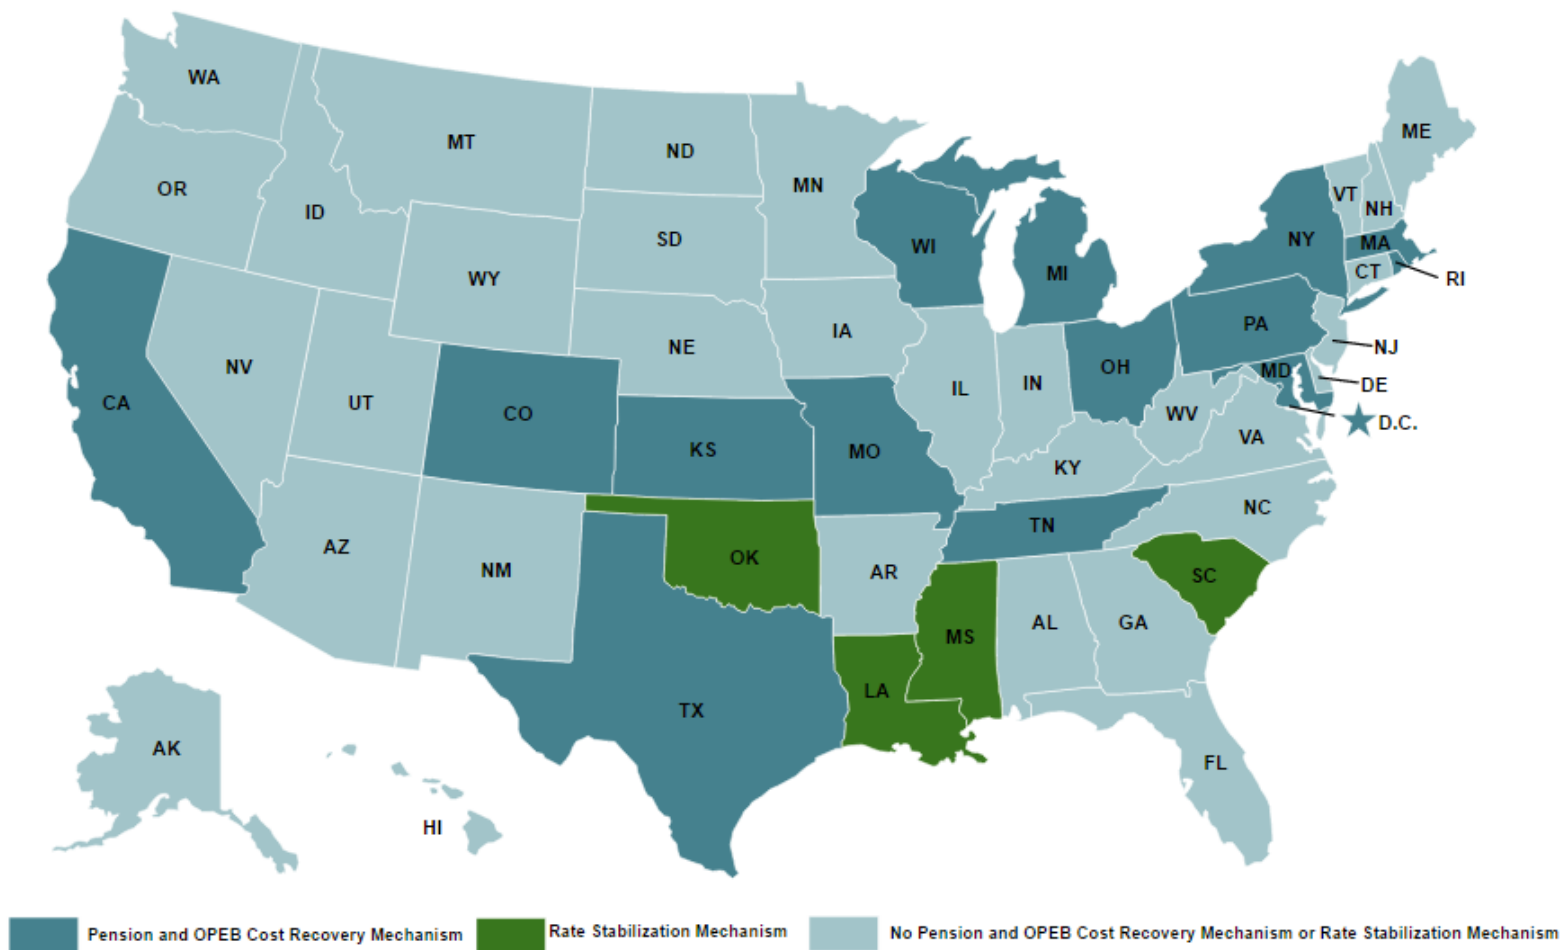 WA
MT
ND
MN
ME
OR
ID
SD
WI
MI
VT
NH
NY
MA
CT
RI
WY
IA
NE
PA
NJ
NV
UT
CO
IL
IN
OH
MD
DE
CA
KS
MO
WV
VA
D.C.
KY
AZ
NM
OK
AR
TN
NC
SC
MS
AL
GA
LA
TX
AK
HI
FL
Pension and OPEB Cost Recovery Mechanism
Rate Stabilization Mechanism
No Pension and OPEB Cost Recovery Mechanism or Rate Stabilization Mechanism